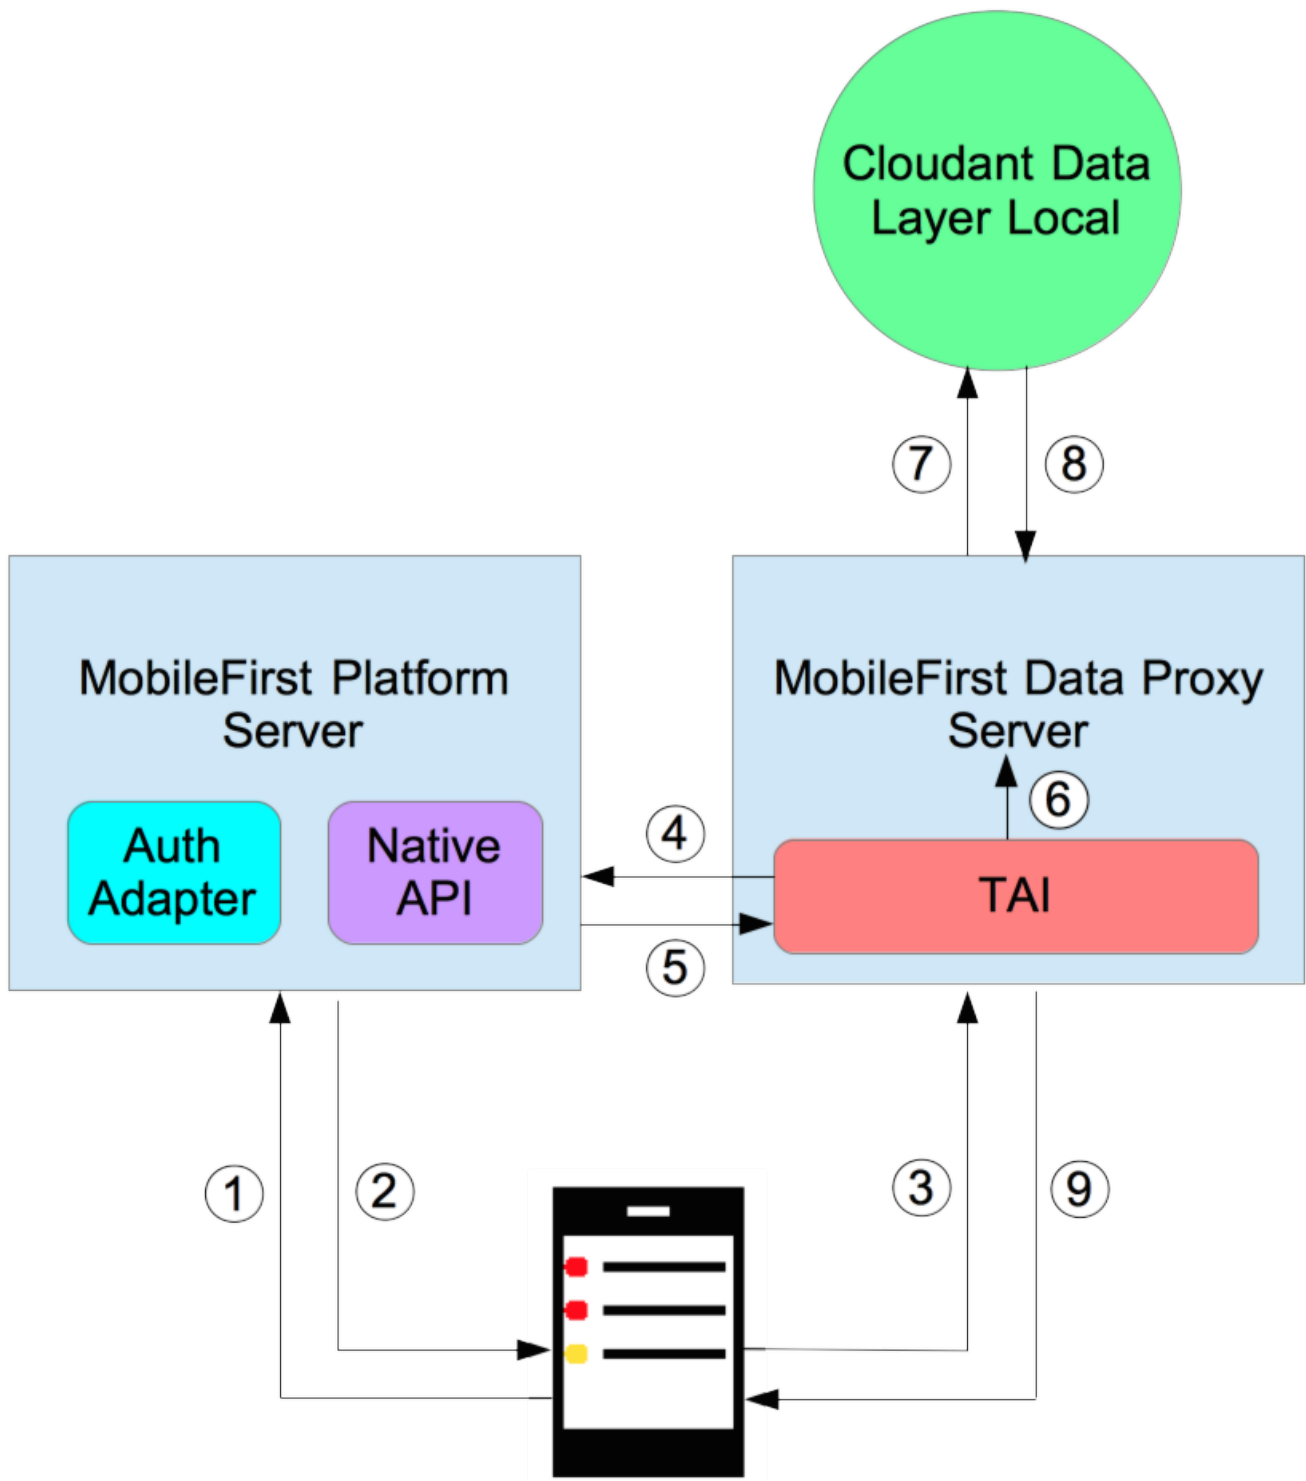 Cloudant Data
Layer Local
7
8
MobileFirst Platform
Server
MobileFirst Data Proxy
Server
6
Auth
Adapter
Native
API
4
TAI
5
1
2
3
9